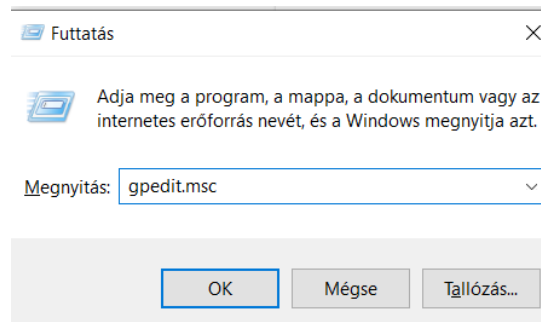 Futtatás
Adja meg a program, a mappa, a dokumentum vagy az
internetes erőforrás nevét, és a Windows megnyitja azt.
Megnyitás: gpedit.msc
OK Mégse Tallózás...